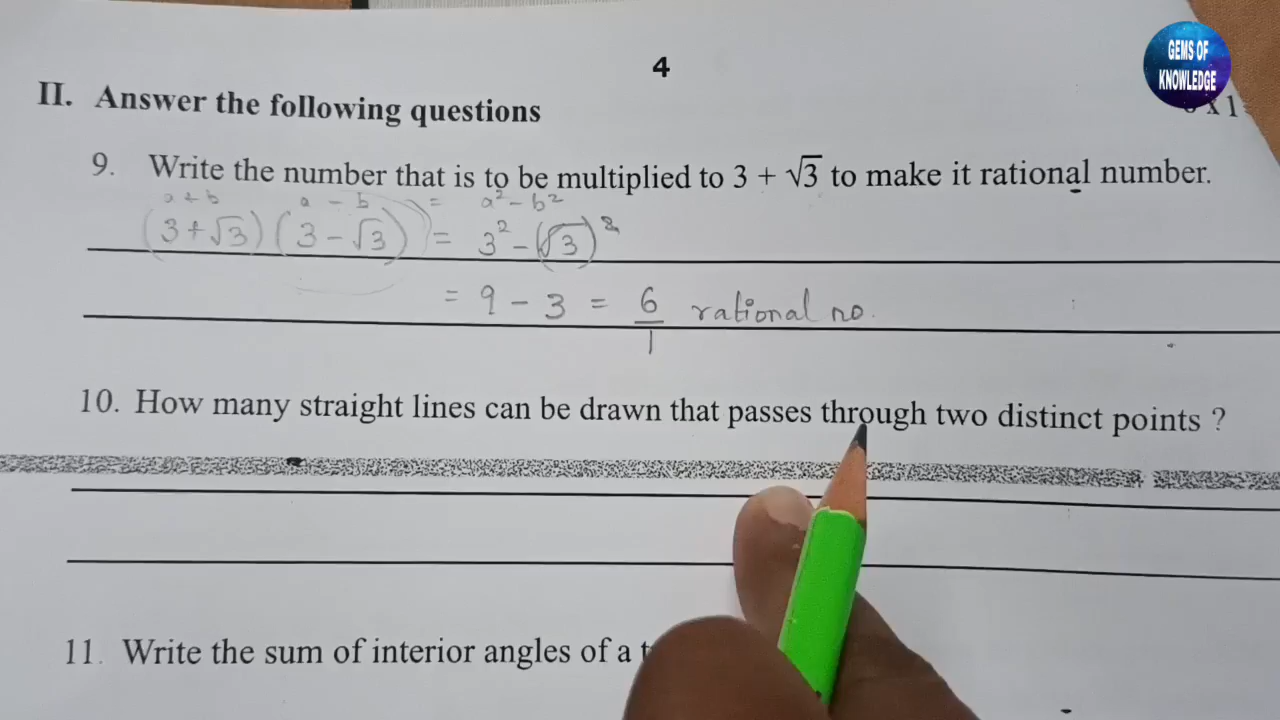 4
GEMS OF
KNOWLEDGE
II. Answer the following questions
x 1
9. Write the number that is to be multiplied to 3 + √3 to make it rational number.
a + b a - b = a² - b²
(3+√3)(3-√3) = 3² - (√3)²
= 9 - 3 = 6/1 rational no.
10. How many straight lines can be drawn that passes through two distinct points ?
11. Write the sum of interior angles of a